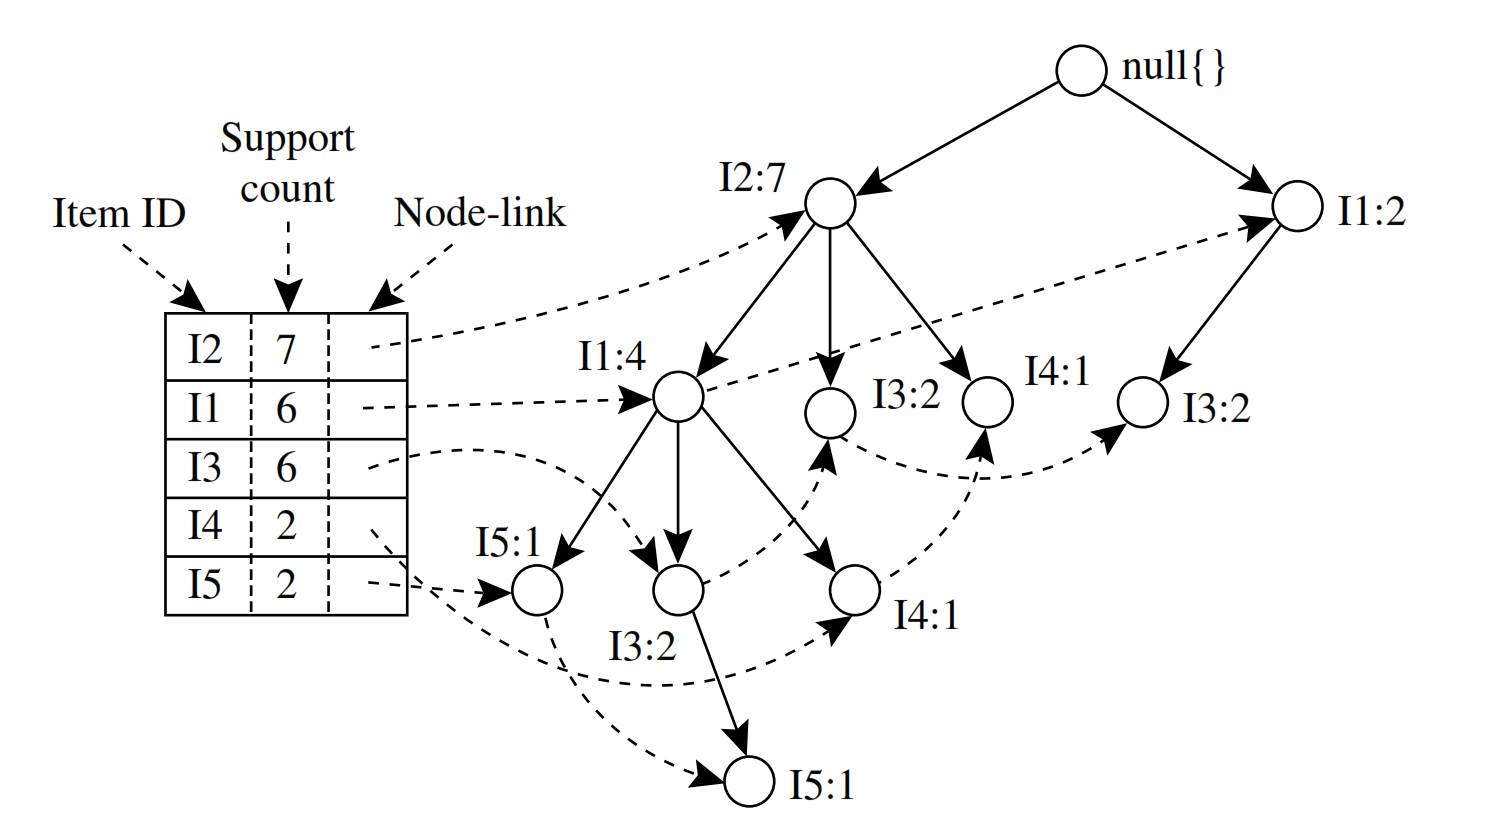 null{}
Support
count
I2:7
Item ID
Node-link
I1:2
I2 7
I1 6
I3 6
I4 2
I5 2
I1:4
I3:2
I4:1
I3:2
I5:1
I3:2
I4:1
I5:1